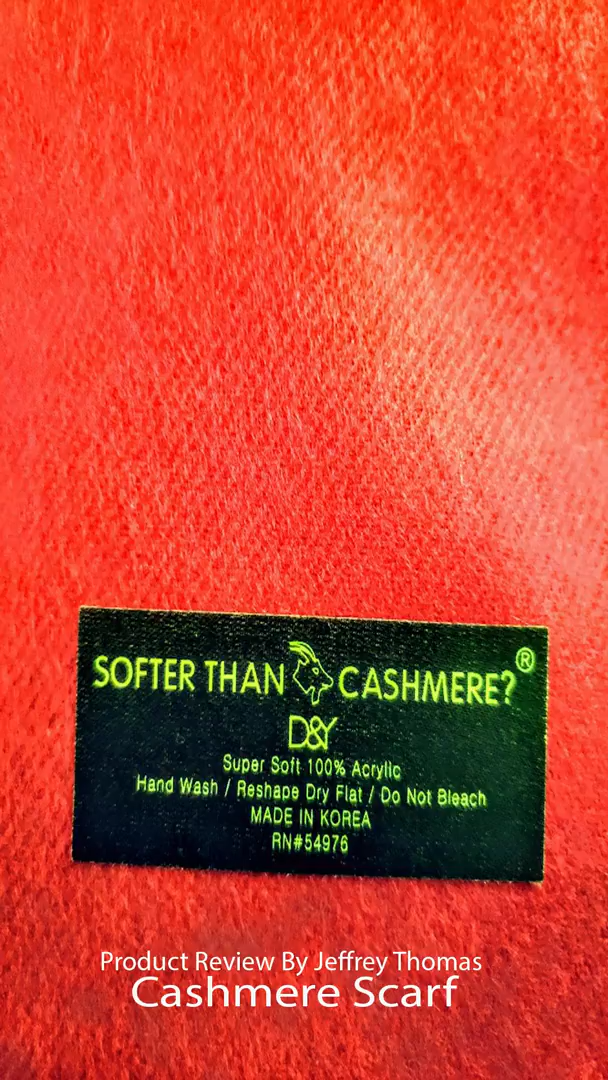 SOFTER THAN CASHMERE?®
D&Y
Super Soft 100% Acrylic
Hand Wash / Reshape Dry Flat / Do Not Bleach
MADE IN KOREA
RN#54976
Product Review By Jeffrey Thomas
Cashmere Scarf